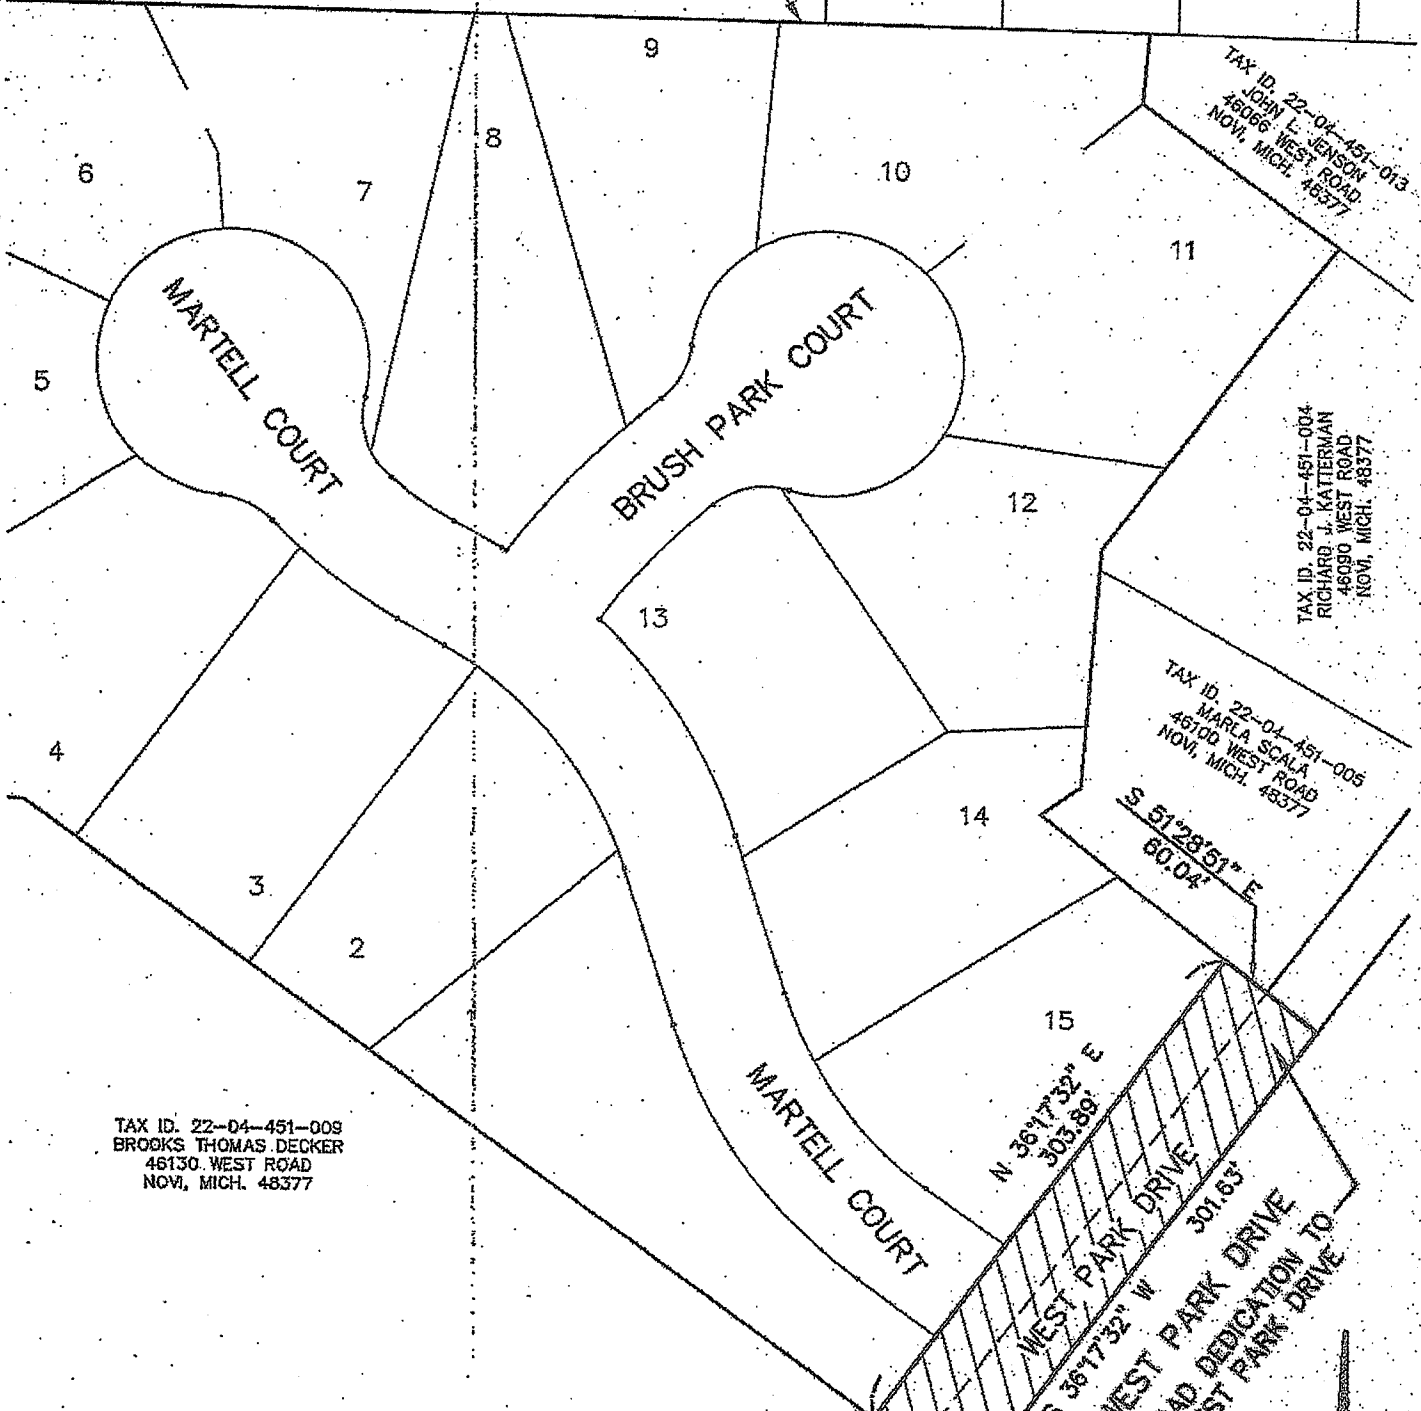 9
8
6
7
10
TAX ID. 22-04-451-013
JOHN L. JENSON
46066 WEST ROAD
NOVI, MICH. 48377
11
MARTELL COURT
BRUSH PARK COURT
5
TAX ID. 22-04-451-004
RICHARD J. KATTERMAN
46090 WEST ROAD
NOVI, MICH. 48377
12
13
TAX ID. 22-04-451-005
MARLA SCALA
46100 WEST ROAD
NOVI, MICH. 48377
4
14
S 51°28'51" E
60.04'
3
2
15
N 36°17'32" E
303.89'
MARTELL COURT
TAX ID. 22-04-451-009
BROOKS THOMAS DECKER
46130 WEST ROAD
NOVI, MICH. 48377
WEST PARK DRIVE
301.63'
S 36°17'32" W
WEST PARK DRIVE
DEDICATION TO
PARK DRIVE